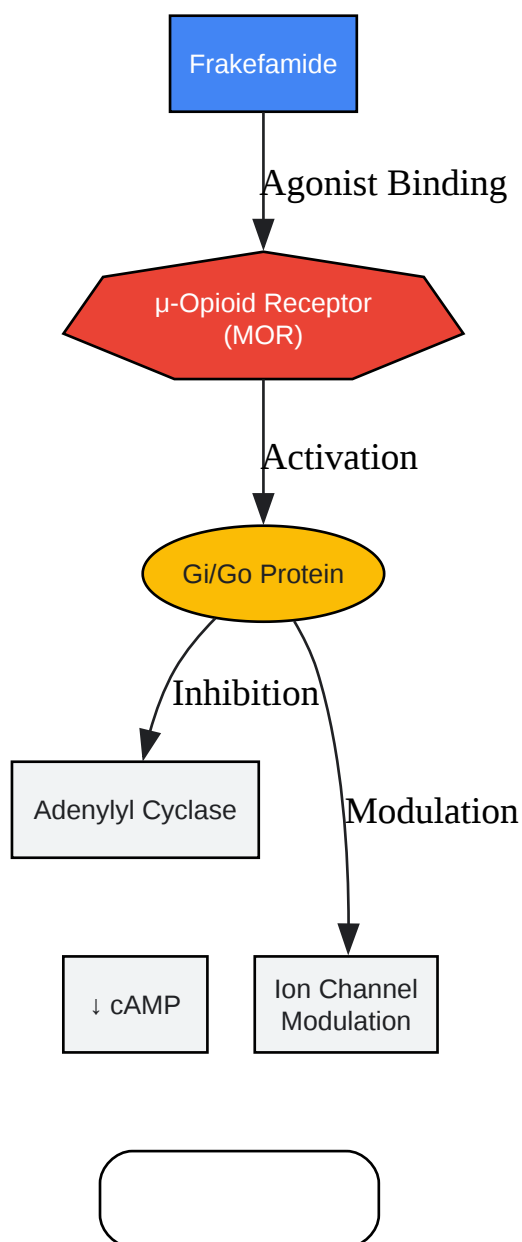 Frakefamide
Agonist Binding
μ-Opioid Receptor
(MOR)
Activation
Gi/Go Protein
Inhibition
Adenylyl Cyclase
Modulation
↓ cAMP
Ion Channel
Modulation